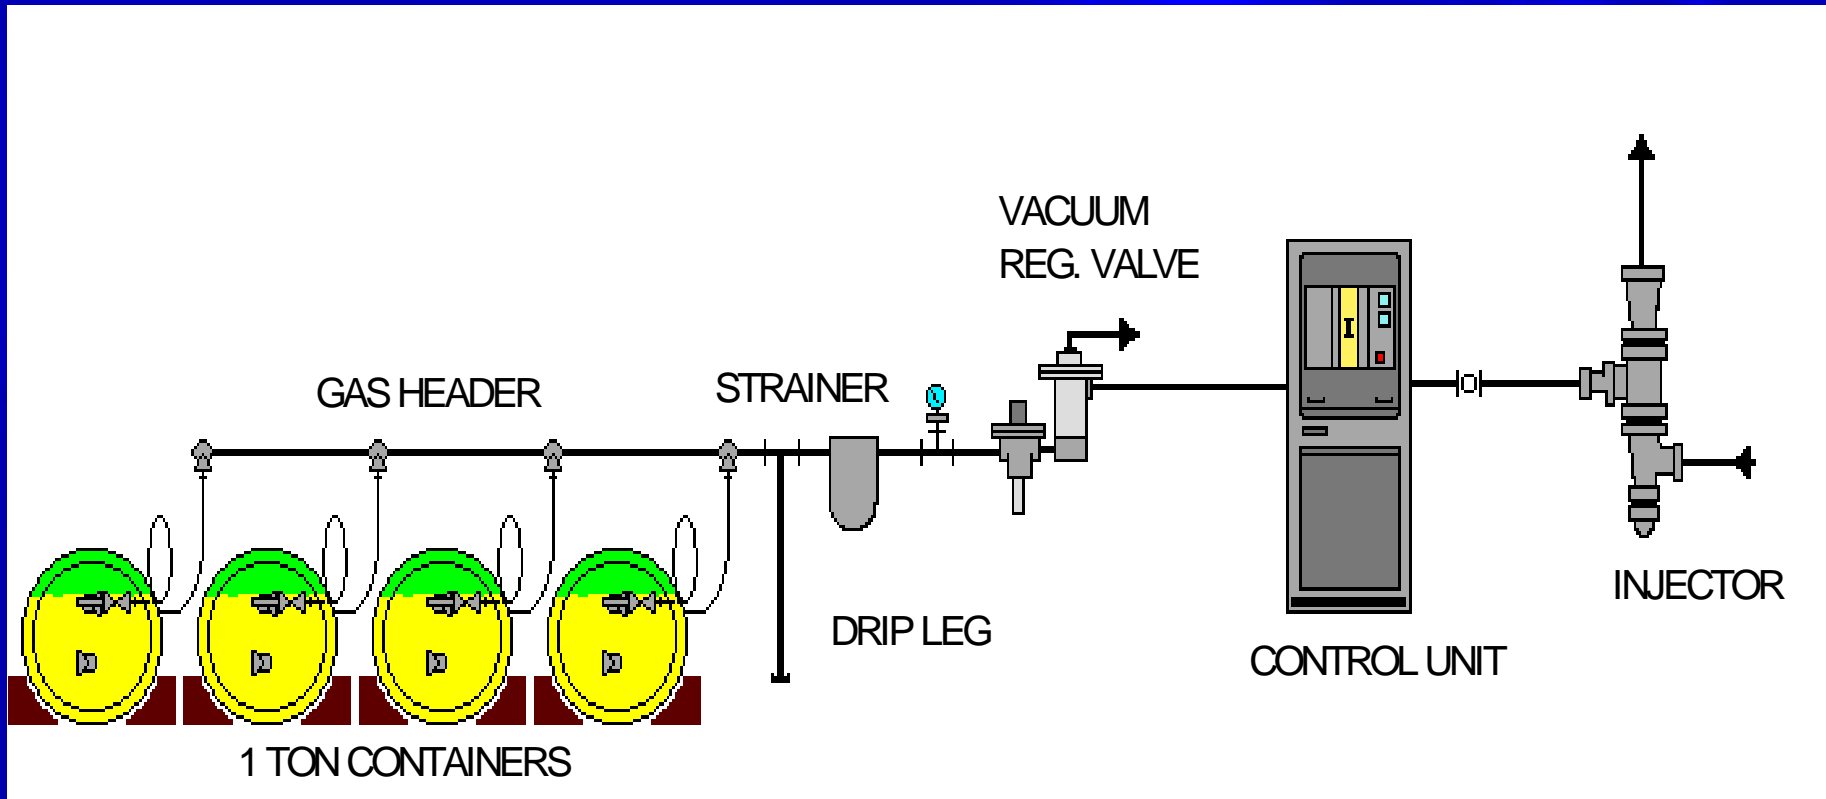 VACUUM
REG. VALVE
GAS HEADER
STRAINER
DRIP LEG
INJECTOR
CONTROL UNIT
1 TON CONTAINERS